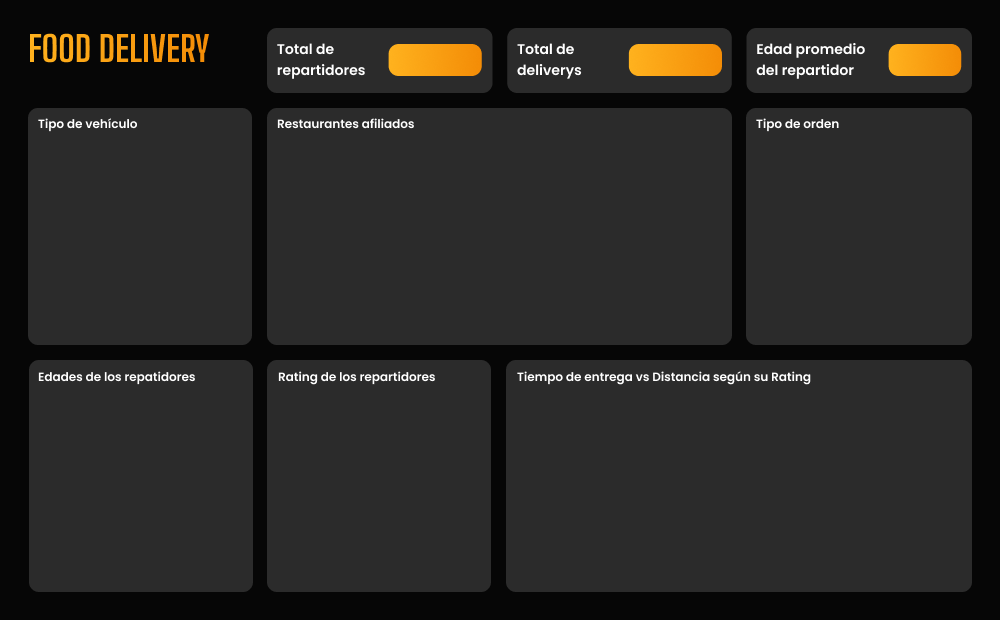 FOOD DELIVERY
Total de
repartidores
Total de
deliverys
Edad promedio
del repartidor
Tipo de vehículo
Restaurantes afiliados
Tipo de orden
Edades de los repatidores
Rating de los repartidores
Tiempo de entrega vs Distancia según su Rating